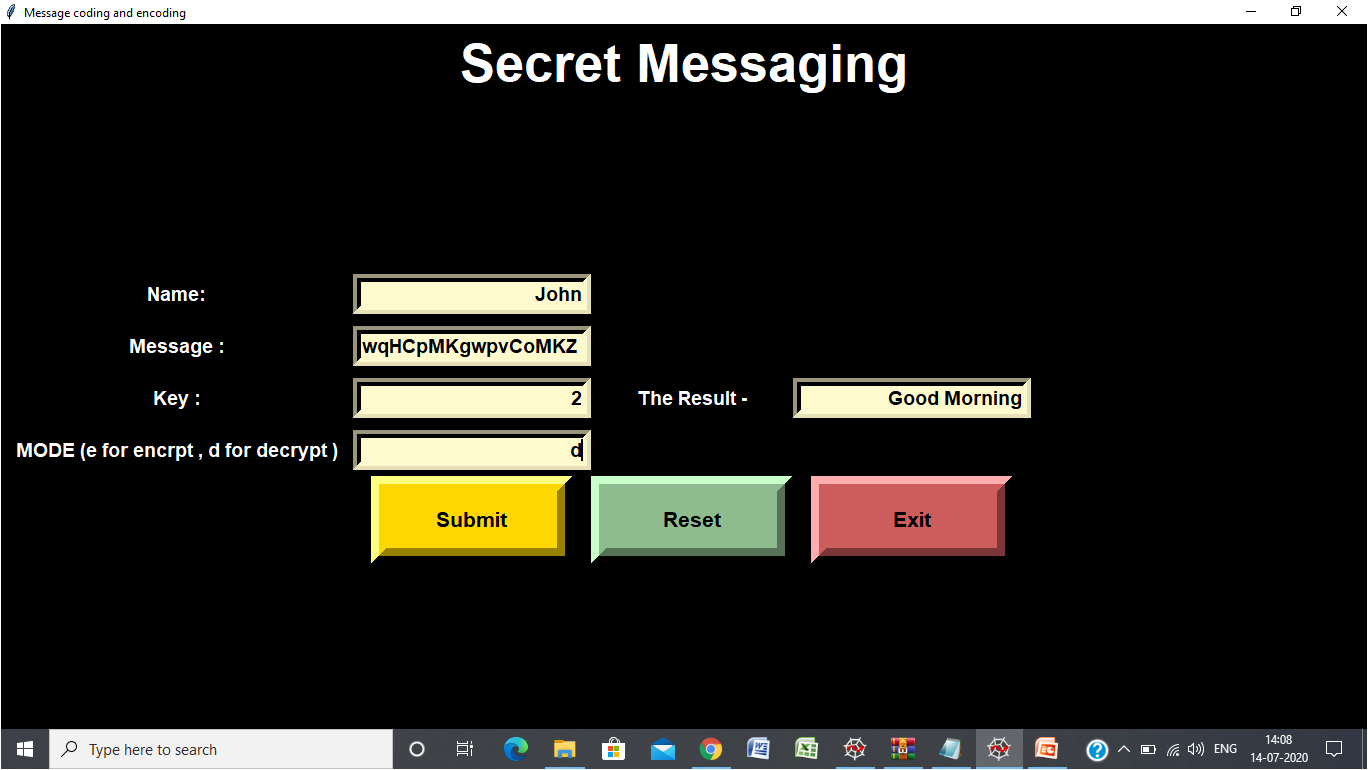 Message coding and encoding
Secret Messaging
Name:
John
Message :
wqHCpMKgwpvCoMKZ
Key :
2
The Result -
Good Morning
MODE (e for encrpt , d for decrypt )
d
Submit
Reset
Exit
Type here to search
ENG
14:08
14-07-2020